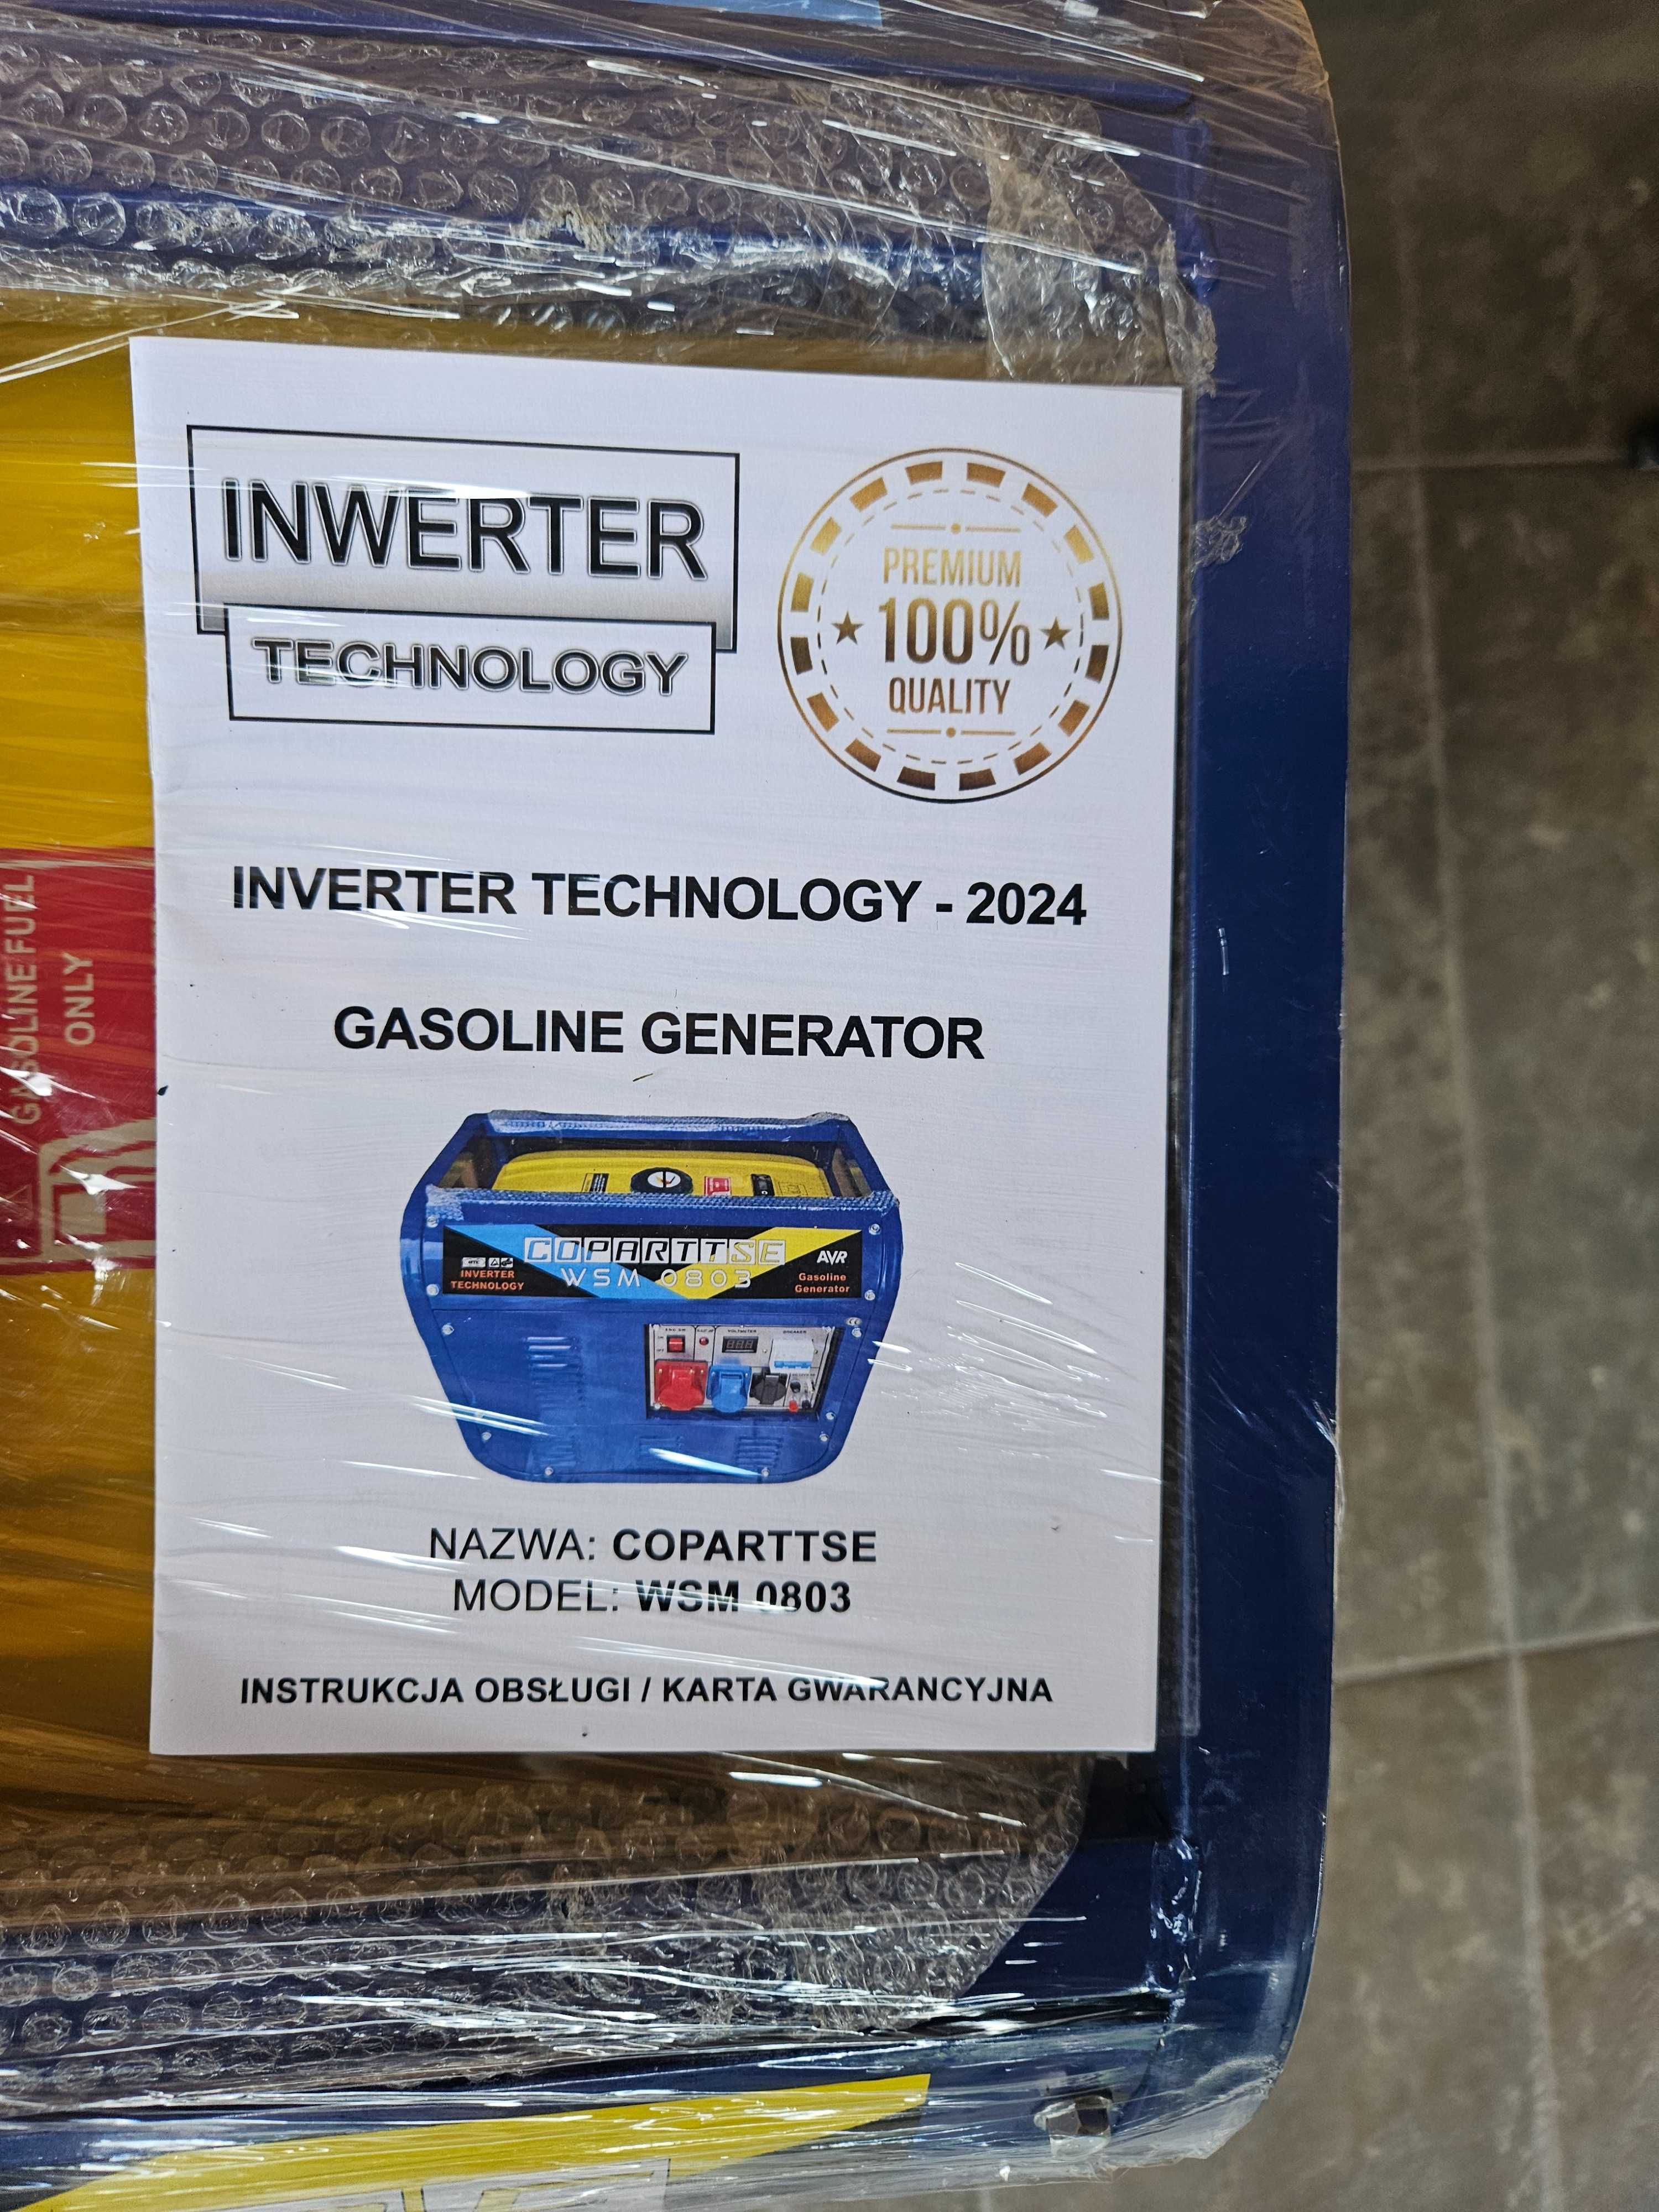 INWERTER
TECHNOLOGY
PREMIUM
100%
QUALITY
INVERTER TECHNOLOGY - 2024
GASOLINE GENERATOR
COPARTTSE
WSM 0803
INVERTER
TECHNOLOGY
AVR
Gasoline
Generator
NAZWA: COPARTTSE
MODEL: WSM 0803
INSTRUKCJA OBSŁUGI / KARTA GWARANCYJNA
GASOLINE FUEL
ONLY